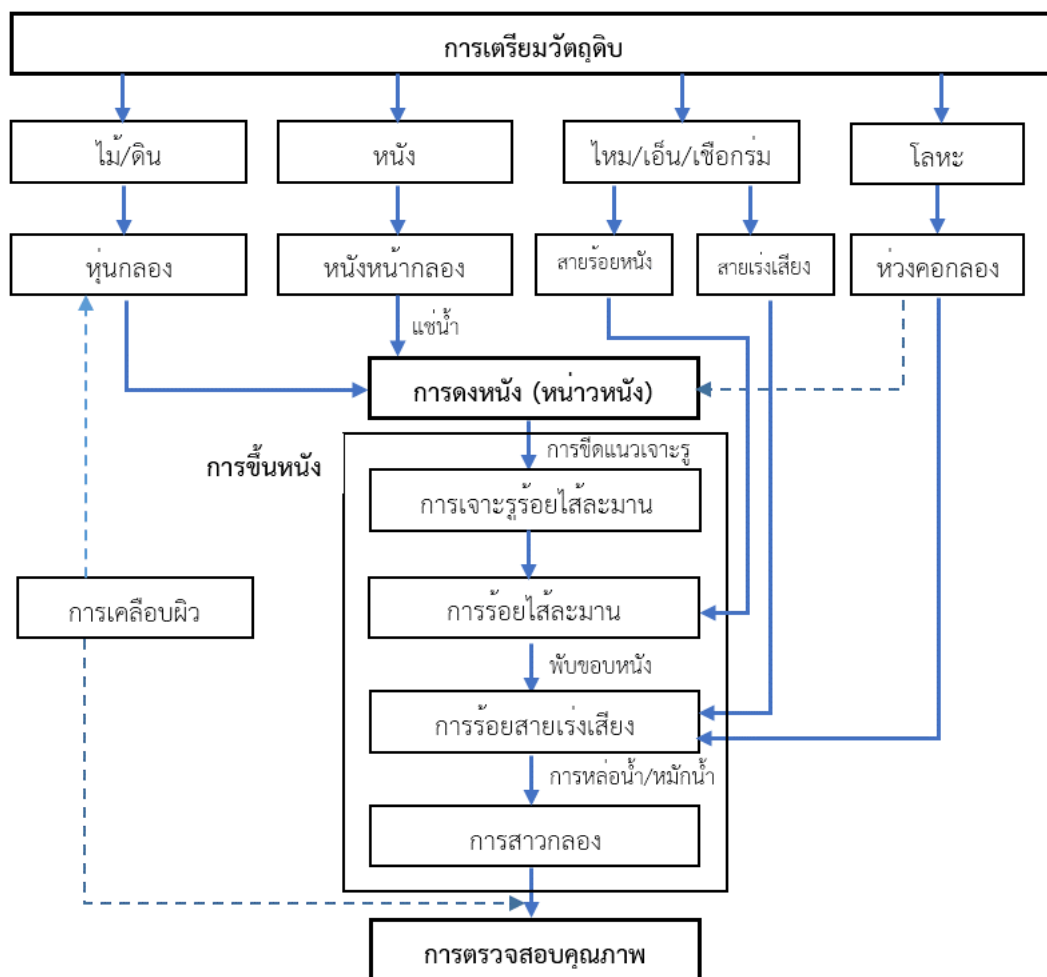 การเตรียมวัตถุดิบ
ไม้/ดิน
หนัง
ไหม/เอ็น/เชือกร่ม
โลหะ
หุ่นกลอง
หนังหน้ากลอง
สายร้อยหนัง
สายเร่งเสียง
ห่วงคอกลอง
แช่น้ำ
การดงหนัง (หน่าวหนัง)
การขีดแนวเจาะรู
การขึ้นหนัง
การเจาะรูร้อยไส้ละมาน
การเคลือบผิว
การร้อยไส้ละมาน
พับขอบหนัง
การร้อยสายเร่งเสียง
การหล่อน้ำ/หมักน้ำ
การสาวกลอง
การตรวจสอบคุณภาพ